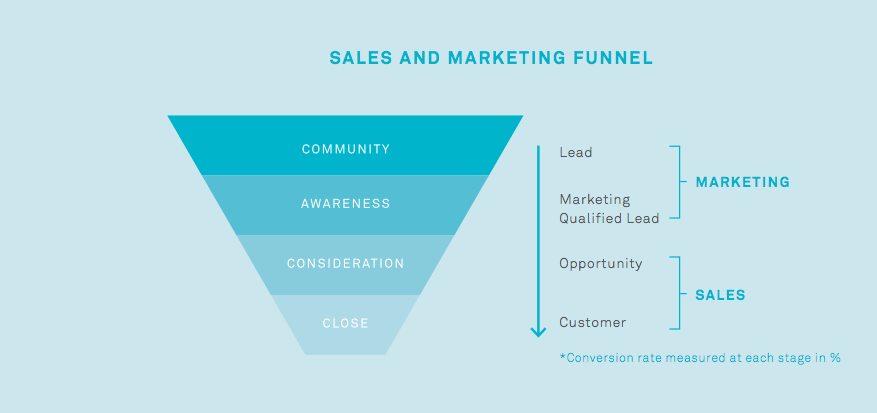 SALES AND MARKETING FUNNEL
COMMUNITY
AWARENESS
CONSIDERATION
CLOSE
Lead
Marketing
Qualified Lead
MARKETING
Opportunity
Customer
SALES
*Conversion rate measured at each stage in %